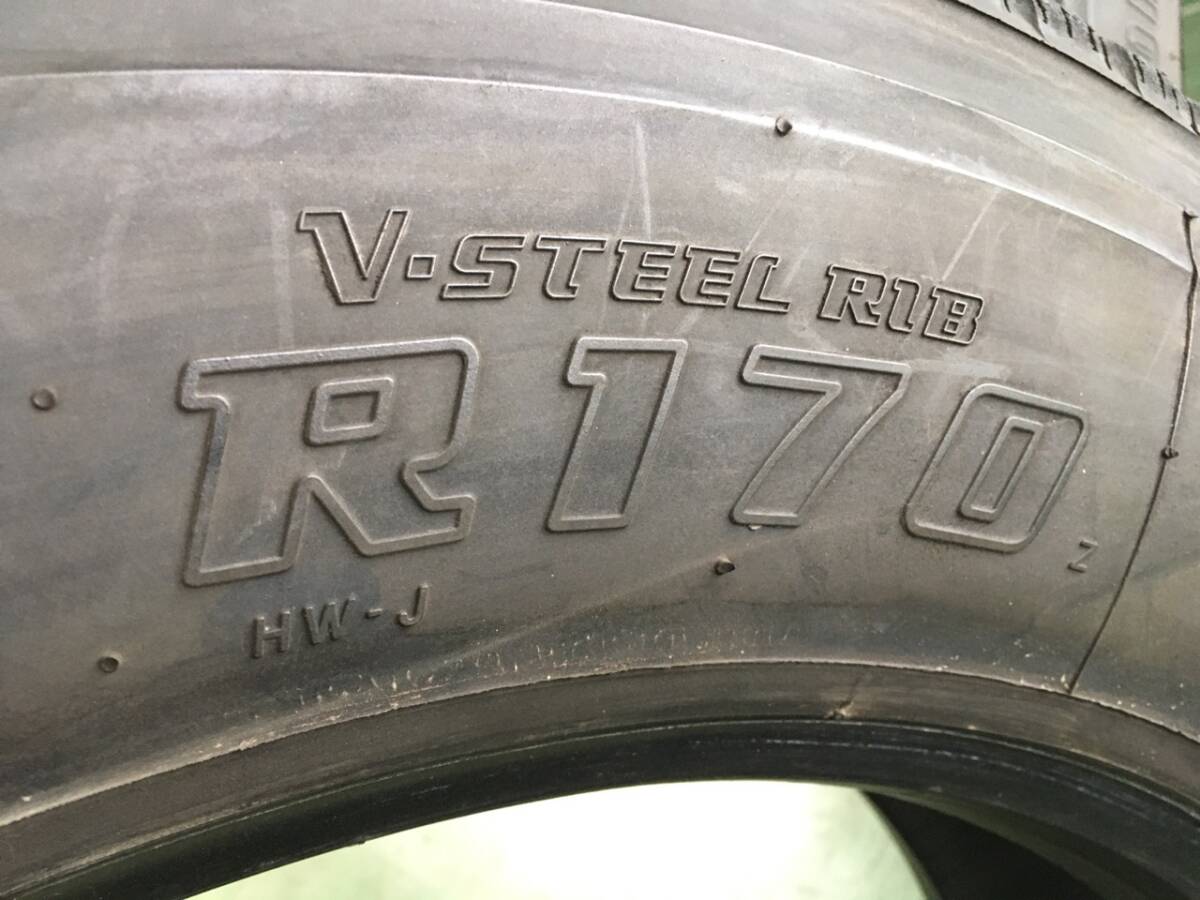 V·STEEL RIB
R170 Z
HW-J